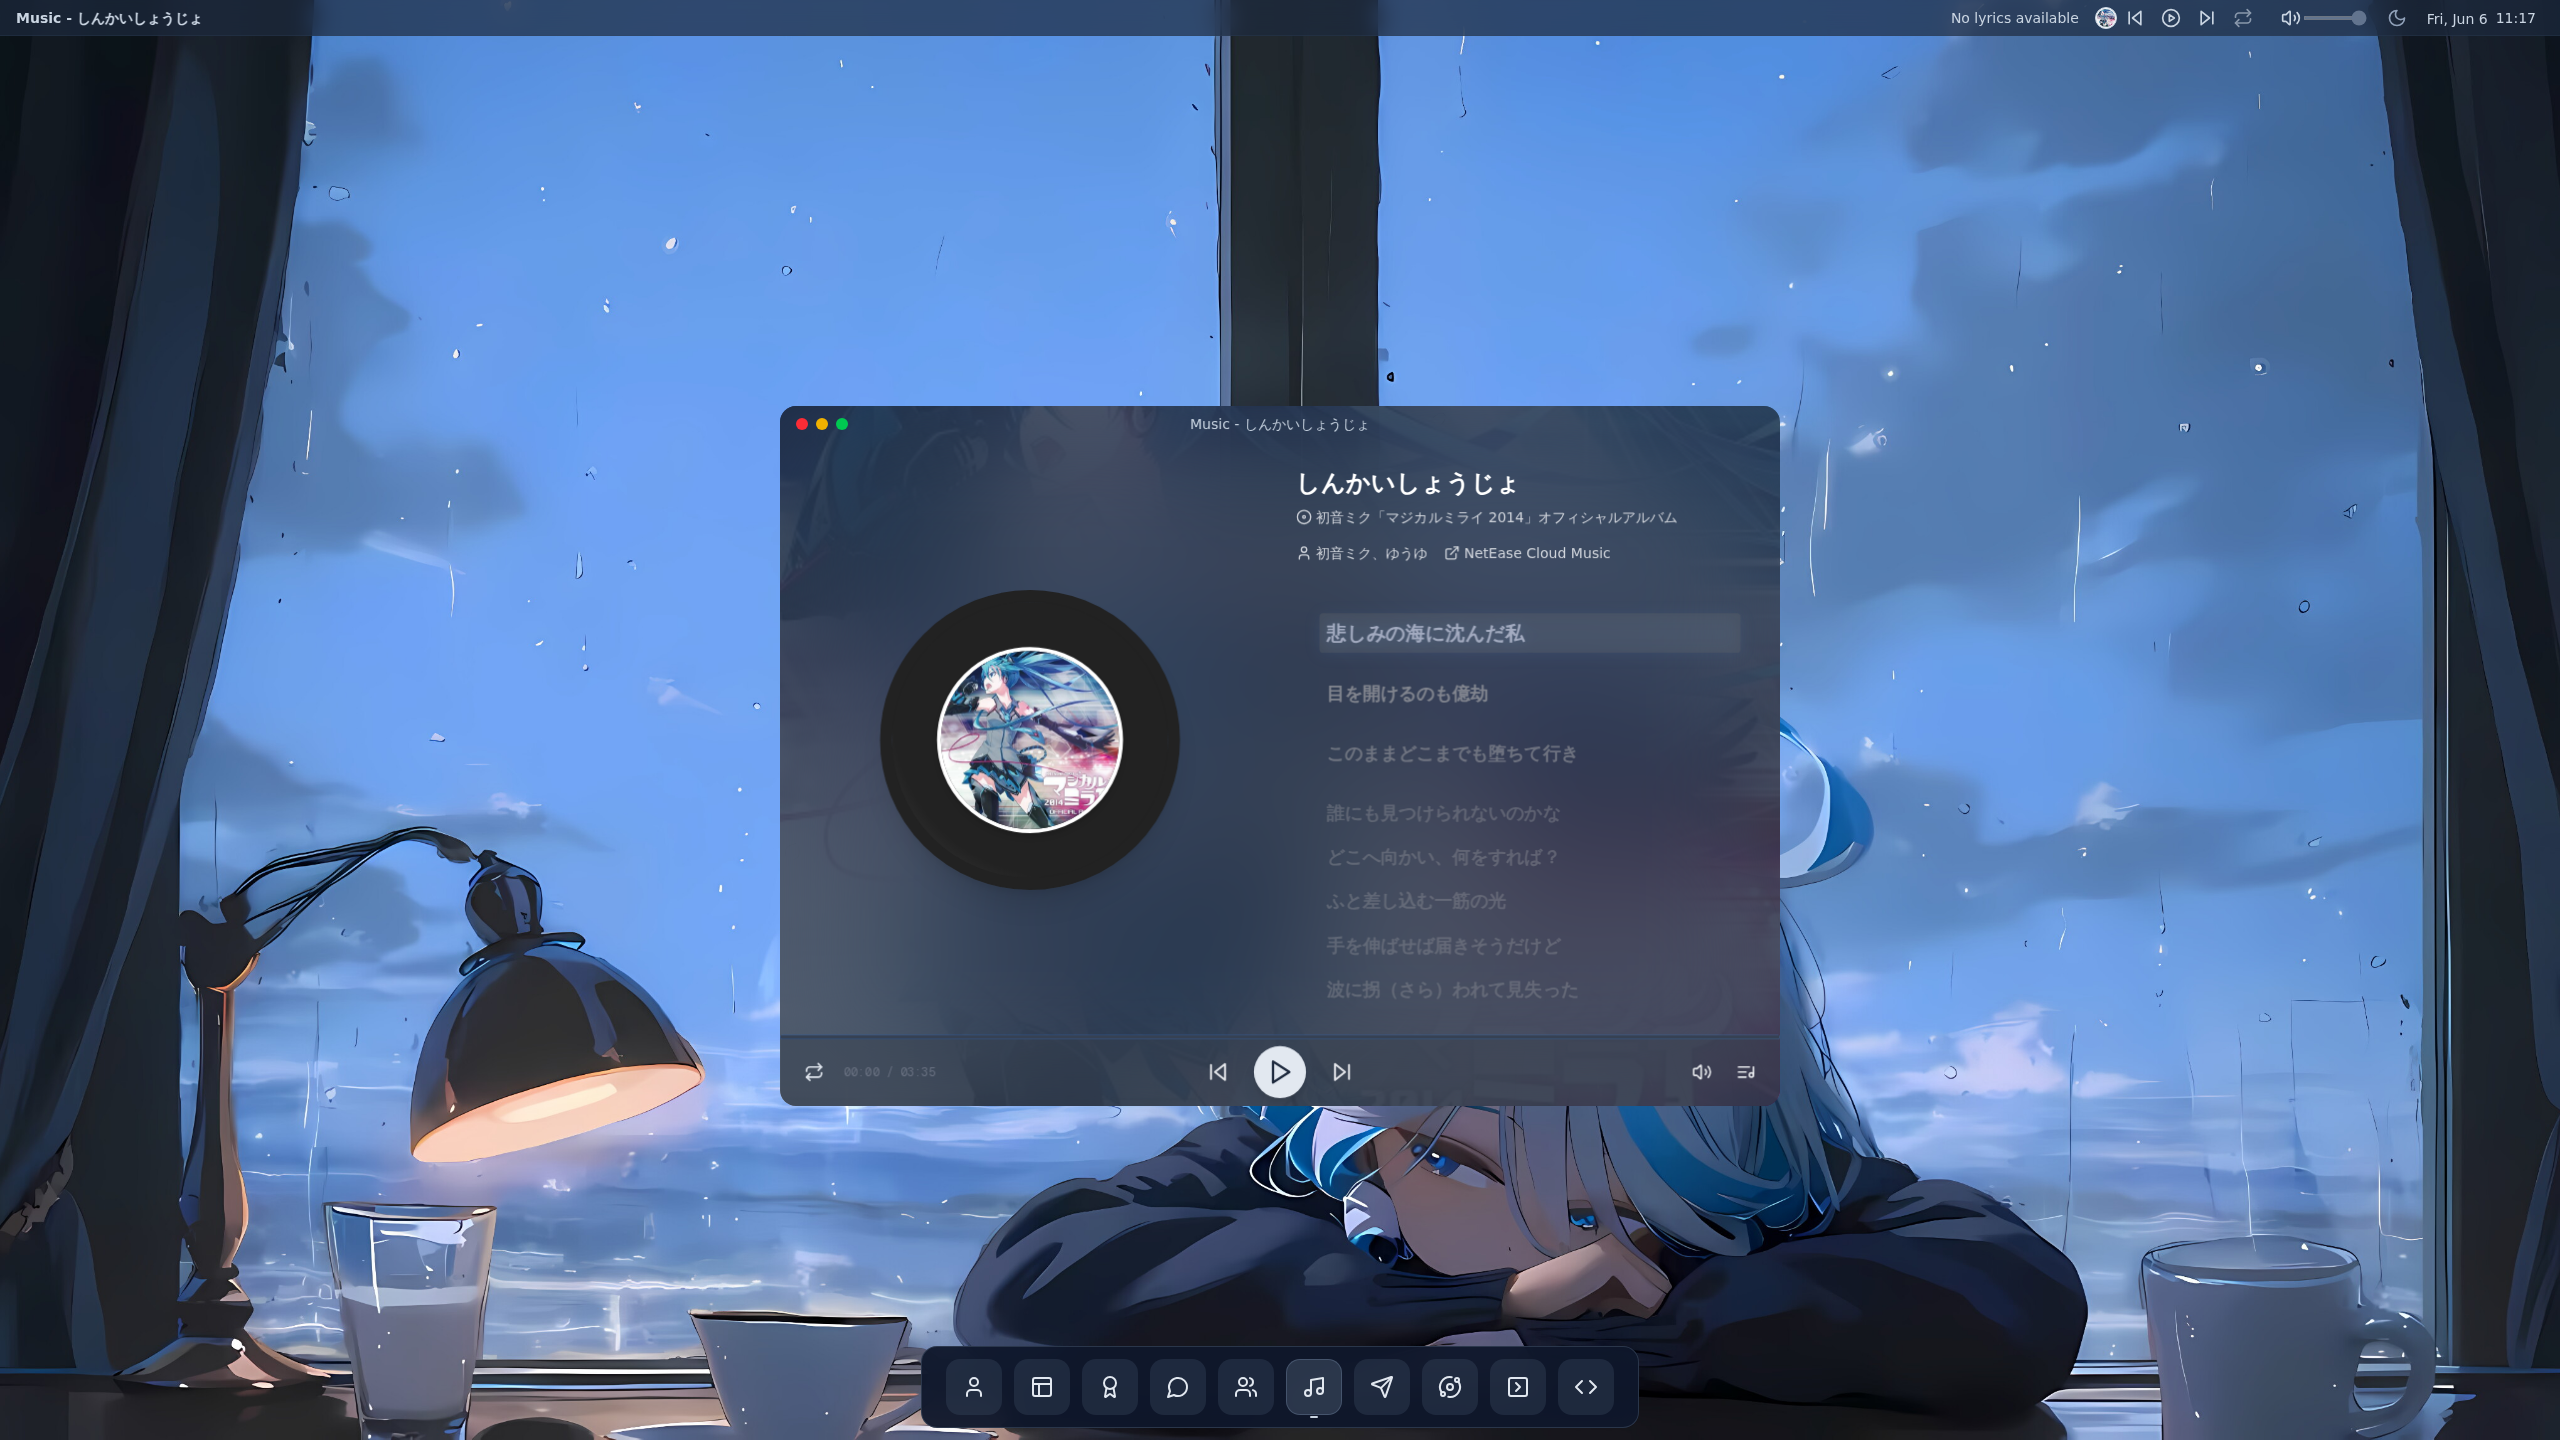 Music - しんかいしょうじょ
No lyrics available
Fri, Jun 6 11:17
Music - しんかいしょうじょ
しんかいしょうじょ
初音ミク「マジカルミライ 2014」オフィシャルアルバム
初音ミク、ゆうゆ NetEase Cloud Music
悲しみの海に沈んだ私
目を開けるのも億劫
このままどこまでも堕ちて行き
誰にも見つけられないのかな
どこへ向かい、何をすれば？
ふと差し込む一筋の光
手を伸ばせば届きそうだけど
波に拐（さら）われて見失った
マジカル
ミラ
2014
00:00 / 03:35